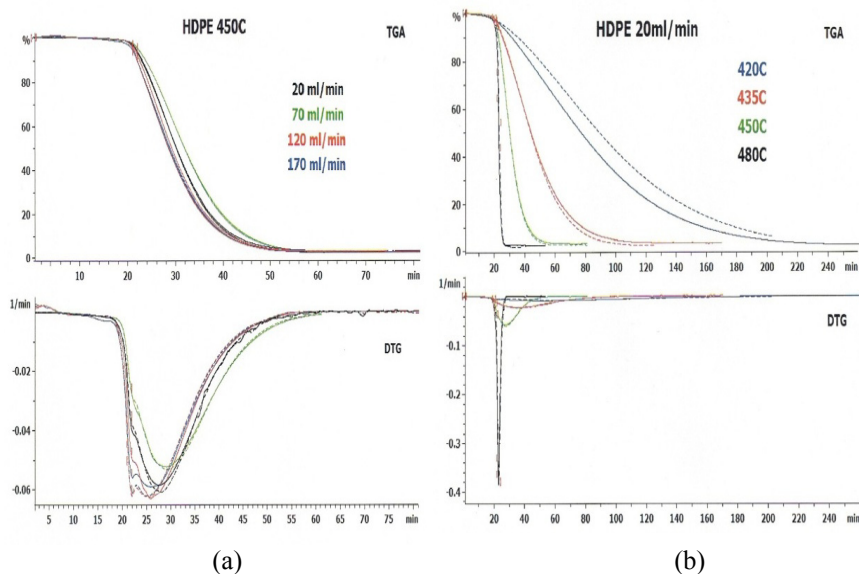 HDPE 450C
TGA
%
80
60
40
20
0
20 ml/min
70 ml/min
120 ml/min
170 ml/min
10 20 30 40 50 60 70 min
1/min
DTG
-0.02
-0.04
-0.06
5 10 15 20 25 30 35 40 45 50 55 60 65 70 75 min
(a)
HDPE 20ml/min
TGA
%
80
60
40
20
0
420C
435C
450C
480C
20 40 60 80 100 120 140 160 180 200 220 240 min
1/min
DTG
-0.1
-0.2
-0.3
-0.4
20 40 60 80 100 120 140 160 180 200 220 240 min
(b)